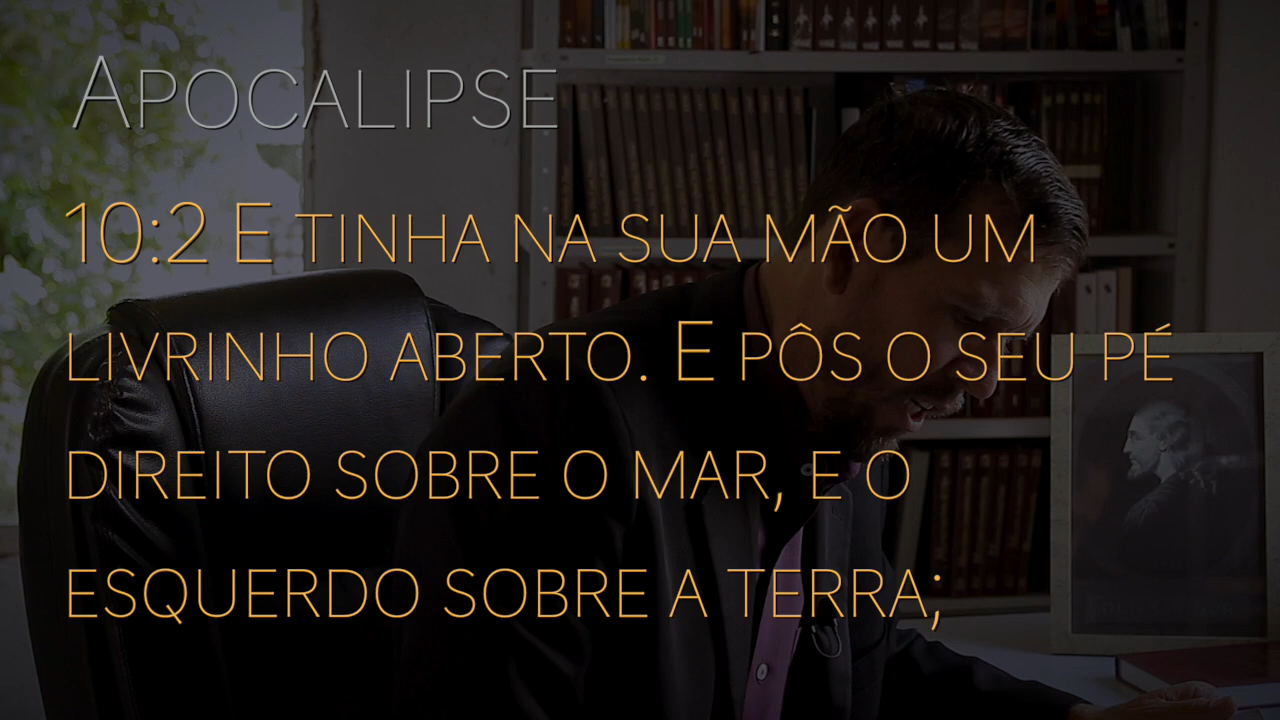 Apocalipse
10:2 E tinha na sua mão um
livrinho aberto. E pôs o seu pé
direito sobre o mar, e o
esquerdo sobre a terra;